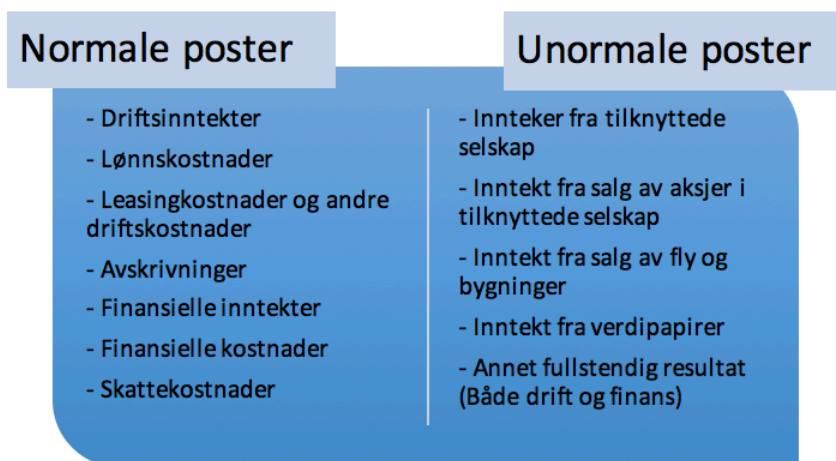 Normale poster
- Driftsinntekter
- Lønnskostnader
- Leasingkostnader og andre
driftskostnader
- Avskrivninger
- Finansielle inntekter
- Finansielle kostnader
- Skattekostnader
Unormale poster
- Innteker fra tilknyttede
selskap
- Inntekt fra salg av aksjer i
tilknyttede selskap
- Inntekt fra salg av fly og
bygninger
- Inntekt fra verdipapirer
- Annet fullstendig resultat
(Både drift og finans)